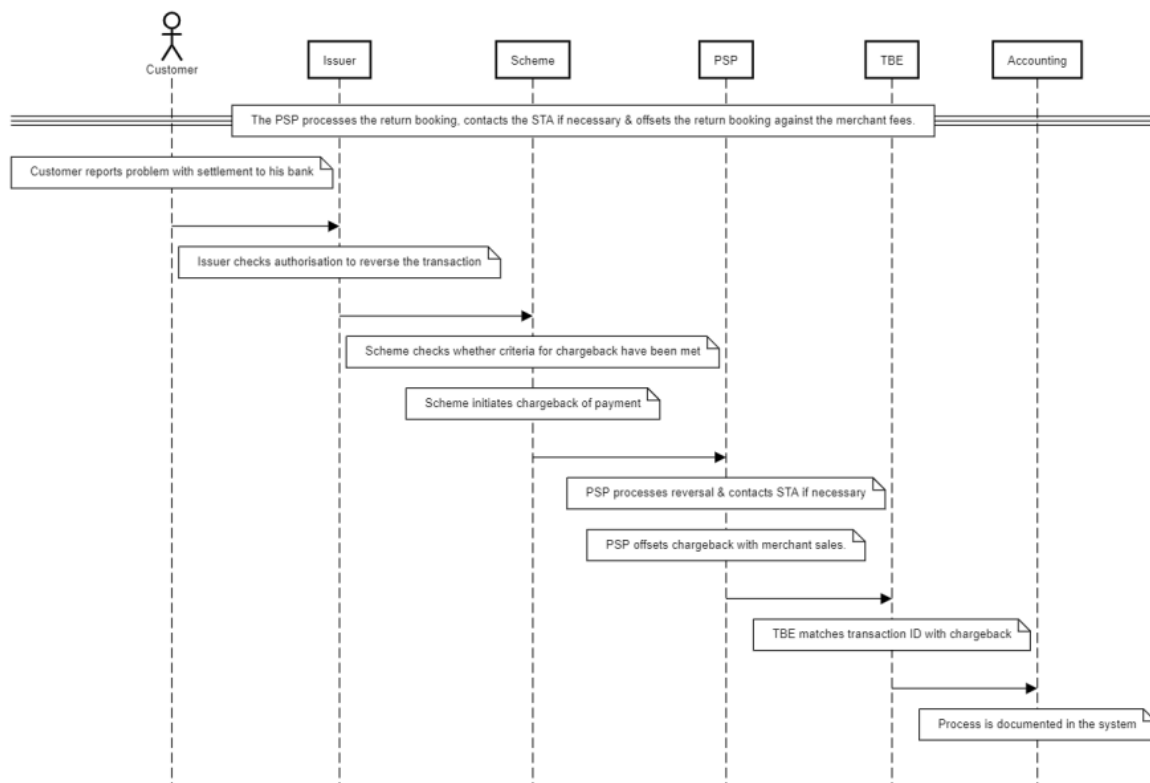 Customer
Issuer
Scheme
PSP
TBE
Accounting
The PSP processes the return booking, contacts the STA if necessary & offsets the return booking against the merchant fees.
Customer reports problem with settlement to his bank
Issuer checks authorisation to reverse the transaction
Scheme checks whether criteria for chargeback have been met
Scheme initiates chargeback of payment
PSP processes reversal & contacts STA if necessary
PSP offsets chargeback with merchant sales.
TBE matches transaction ID with chargeback
Process is documented in the system